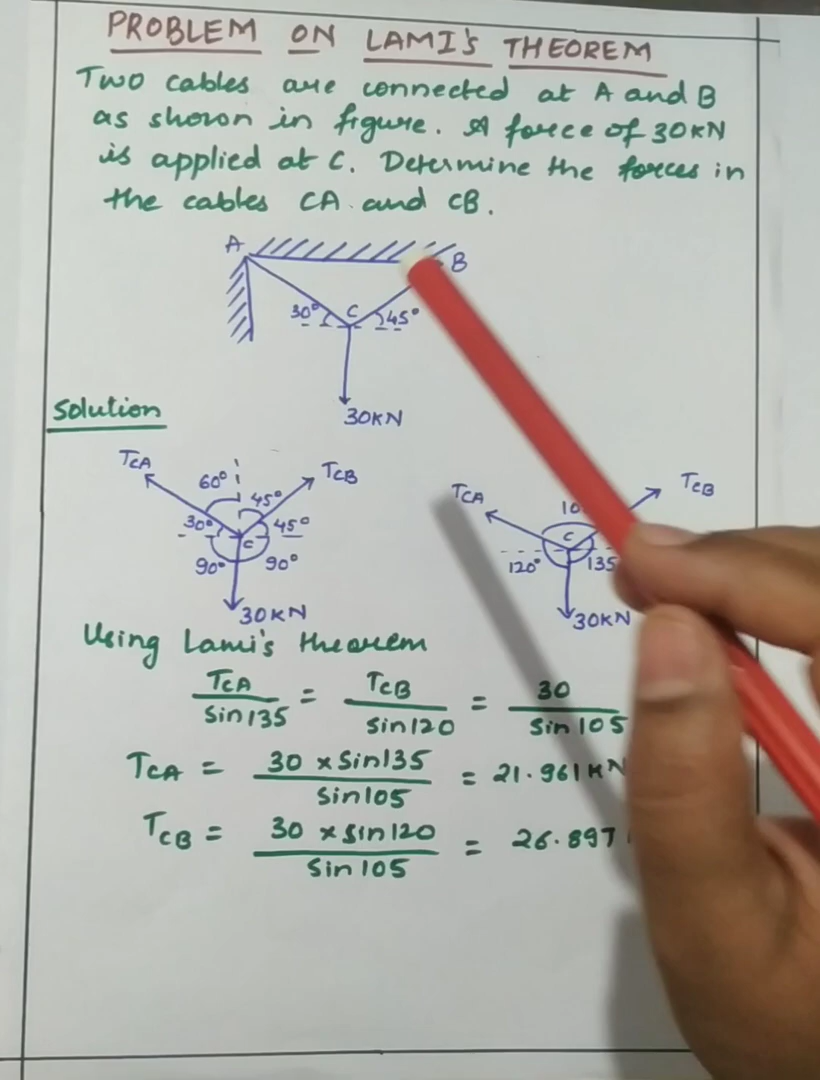 PROBLEM ON LAMI's THEOREM
Two cables are connected at A and B
as shown in figure. A force of 30KN
is applied at C. Determine the forces in
the cables CA and CB.
A
B
30° C 45°
30KN
Solution
TCA 60° 45° TCB
30° 45°
C
90° 90°
30KN
TCA TCB
C
120° 135
30KN
Using Lami's theorem
TCA / Sin135 = TCB / Sin120 = 30 / Sin105
TCA = 30 × Sin135 / Sin105 = 21.961KN
TCB = 30 × Sin120 / Sin105 = 26.897